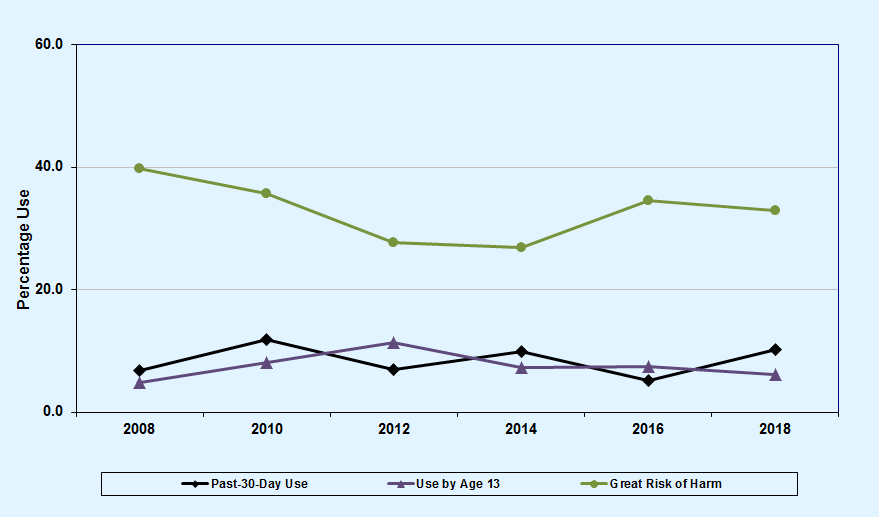 60.0
40.0
20.0
0.0
Percentage Use
2008 2010 2012 2014 2016 2018
Past-30-Day Use Use by Age 13 Great Risk of Harm